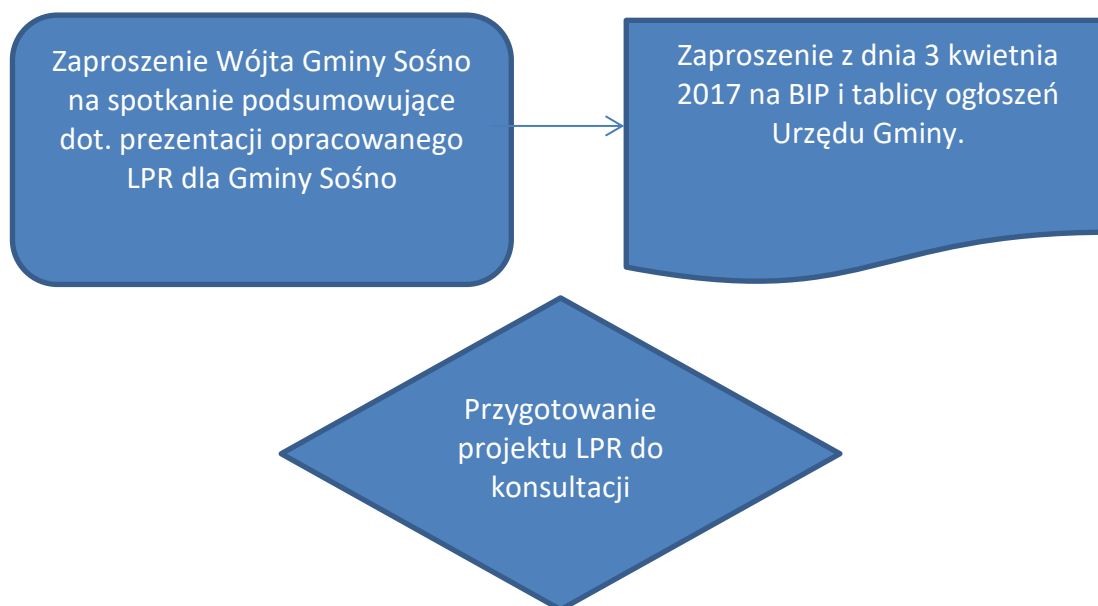 Zaproszenie Wójta Gminy Sośno
na spotkanie podsumowujące
dot. prezentacji opracowanego
LPR dla Gminy Sośno
Zaproszenie z dnia 3 kwietnia
2017 na BIP i tablicy ogłoszeń
Urzędu Gminy.
Przygotowanie
projektu LPR do
konsultacji